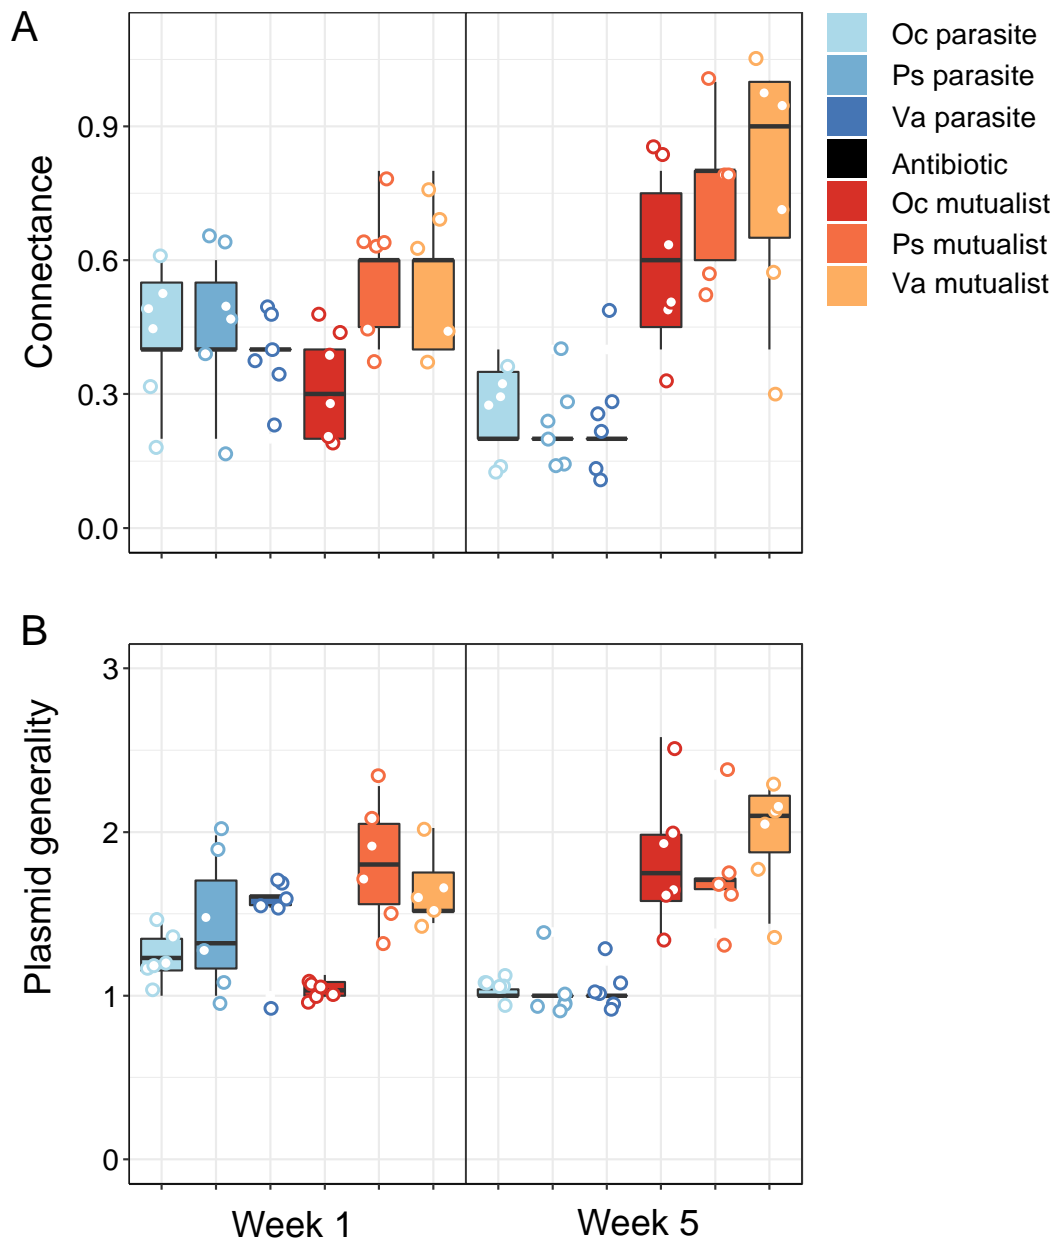 A
Connectance
0.9
0.6
0.3
0.0
Oc parasite
Ps parasite
Va parasite
Antibiotic
Oc mutualist
Ps mutualist
Va mutualist
B
Plasmid generality
3
2
1
0
Week 1
Week 5